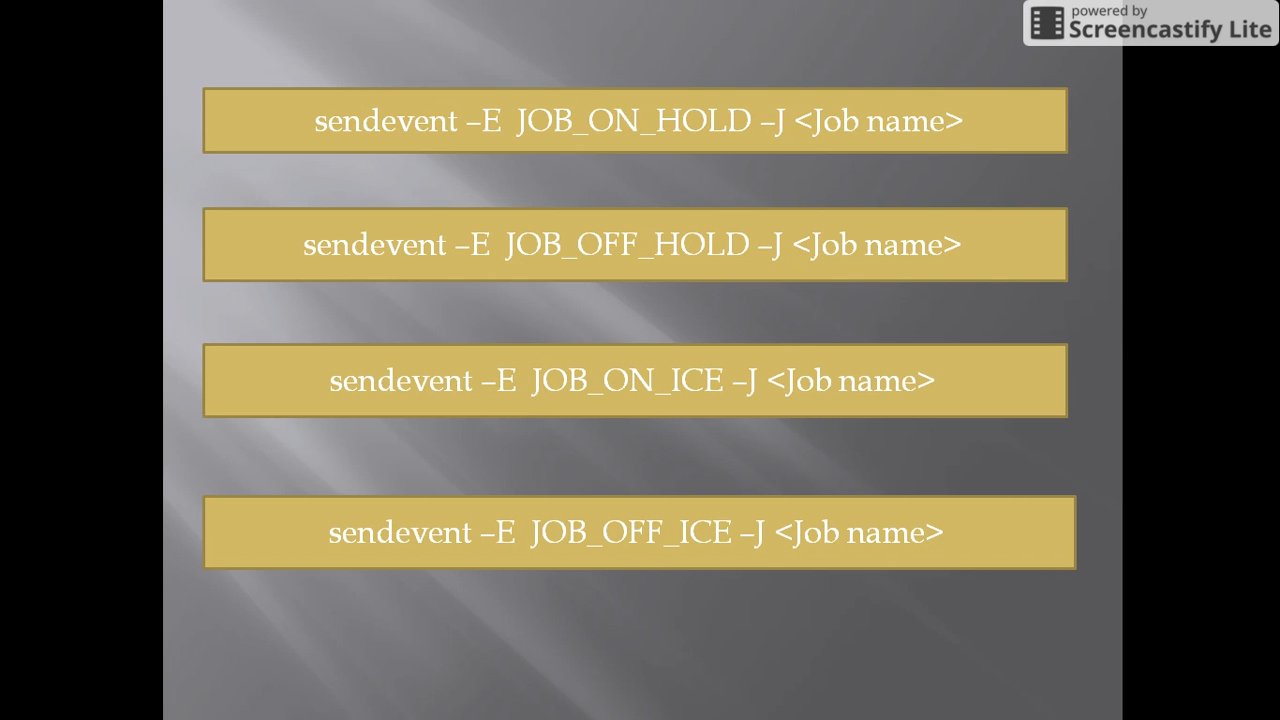 powered by
Screencastify Lite
sendevent –E  JOB_ON_HOLD –J <Job name>
sendevent –E  JOB_OFF_HOLD –J <Job name>
sendevent –E  JOB_ON_ICE –J <Job name>
sendevent –E  JOB_OFF_ICE –J <Job name>